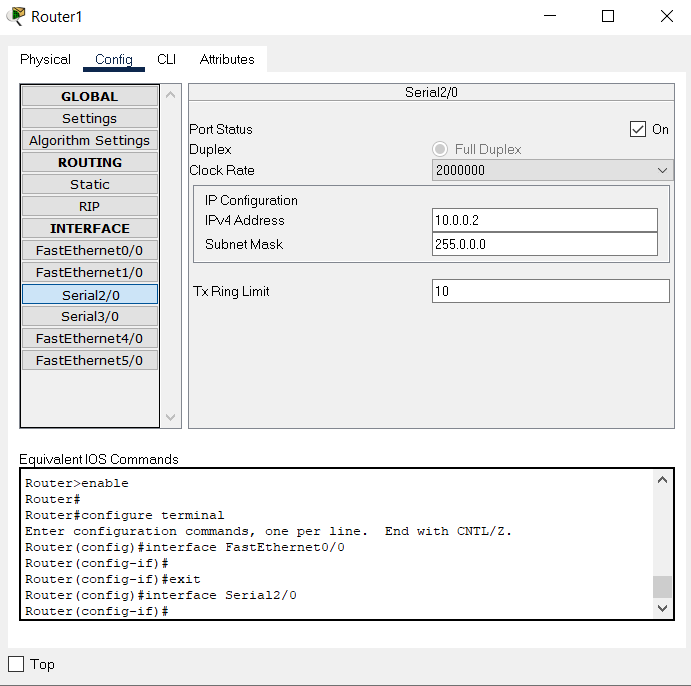 Router1
Physical Config CLI Attributes
GLOBAL
Settings
Algorithm Settings
ROUTING
Static
RIP
INTERFACE
FastEthernet0/0
FastEthernet1/0
Serial2/0
Serial3/0
FastEthernet4/0
FastEthernet5/0
Serial2/0
Port Status On
Duplex Full Duplex
Clock Rate 2000000
IP Configuration
IPv4 Address 10.0.0.2
Subnet Mask 255.0.0.0
Tx Ring Limit 10
Equivalent IOS Commands
Router>enable
Router#
Router#configure terminal
Enter configuration commands, one per line.  End with CNTL/Z.
Router(config)#interface FastEthernet0/0
Router(config-if)#
Router(config-if)#exit
Router(config)#interface Serial2/0
Router(config-if)#
Top